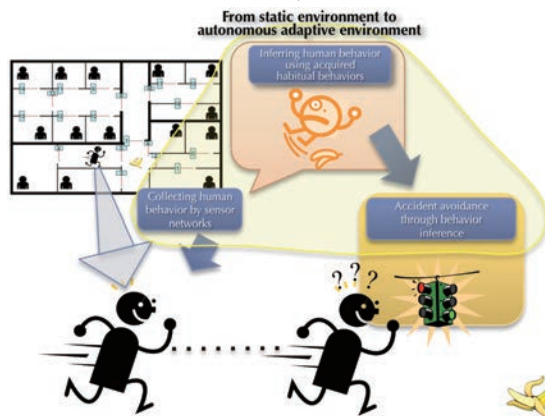 From static environment to
autonomous adaptive environment
Inferring human behavior
using acquired
habitual behaviors
Collecting human
behavior by sensor
networks
Accident avoidance
through behavior
inference
? ? ?